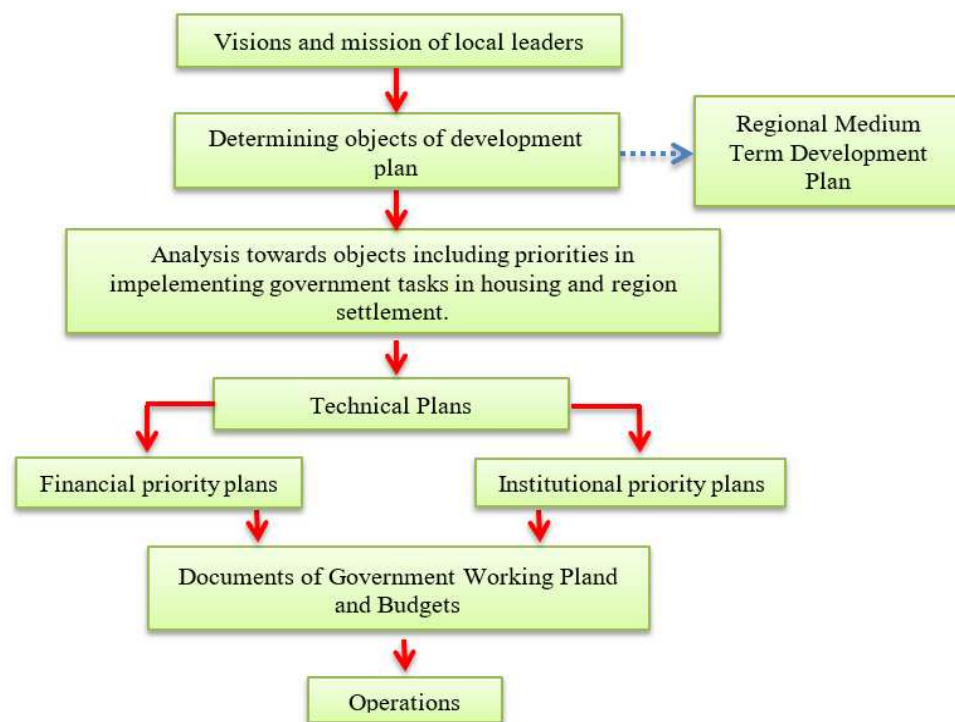 Visions and mission of local leaders
Determining objects of development
plan
Regional Medium
Term Development
Plan
Analysis towards objects including priorities in
impelementing government tasks in housing and region
settlement.
Technical Plans
Financial priority plans
Institutional priority plans
Documents of Government Working Pland
and Budgets
Operations